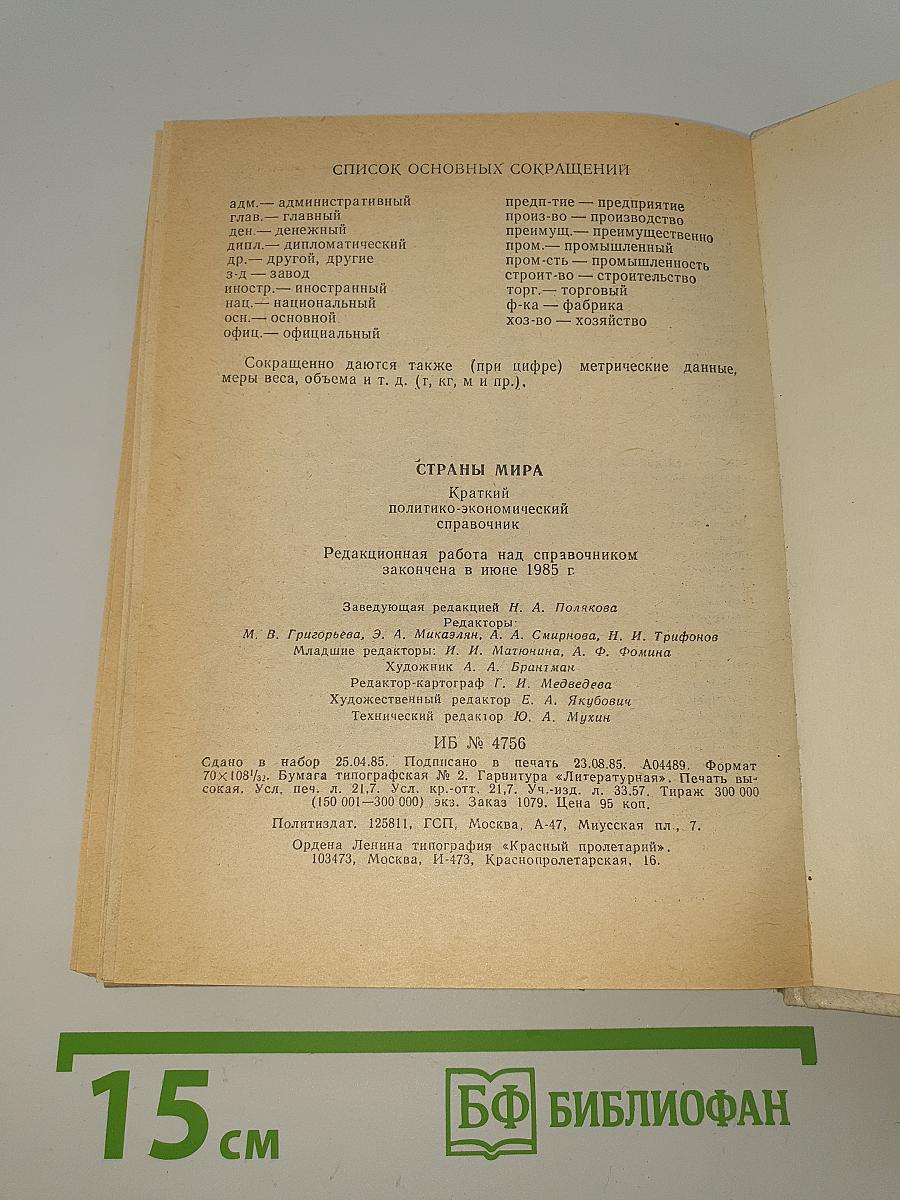 СПИСОК ОСНОВНЫХ СОКРАЩЕНИЙ
адм.— административный
глав.— главный
ден.— денежный
дипл.— дипломатический
др.— другой, другие
з-д — завод
иностр.— иностранный
нац.— национальный
осн.— основной
офиц.— официальный
предп-тие — предприятие
произ-во — производство
преимущ.— преимущественно
пром.— промышленный
пром-сть — промышленность
строит-во — строительство
торг.— торговый
ф-ка — фабрика
хоз-во — хозяйство
Сокращенно даются также (при цифре) метрические данные,
меры веса, объема и т. д. (т, кг, м и пр.).
СТРАНЫ МИРА
Краткий
политико-экономический
справочник
Редакционная работа над справочником
закончена в июне 1985 г.
Заведующая редакцией Н. А. Полякова
Редакторы:
М. В. Григорьева, Э. А. Микаэлян, А. А. Смирнова, Н. И. Трифонов
Младшие редакторы: И. И. Матюнина, А. Ф. Фомина
Художник А. А. Брантман
Редактор-картограф Г. И. Медведева
Художественный редактор Е. А. Якубович
Технический редактор Ю. А. Мухин
ИБ № 4756
Сдано в набор 25.04.85. Подписано в печать 23.08.85. А04489. Формат
70×108¹/₃₂. Бумага типографская № 2. Гарнитура «Литературная». Печать вы-
сокая. Усл. печ. л. 21,7. Усл. кр.-отт. 21,7. Уч.-изд. л. 33.57. Тираж 300 000
(150 001—300 000) экз. Заказ 1079. Цена 95 коп.
Политиздат. 125811, ГСП, Москва, А-47, Миусская пл., 7.
Ордена Ленина типография «Красный пролетарий».
103473, Москва, И-473, Краснопролетарская, 16.
15 см
БФ БИБЛИОФАН